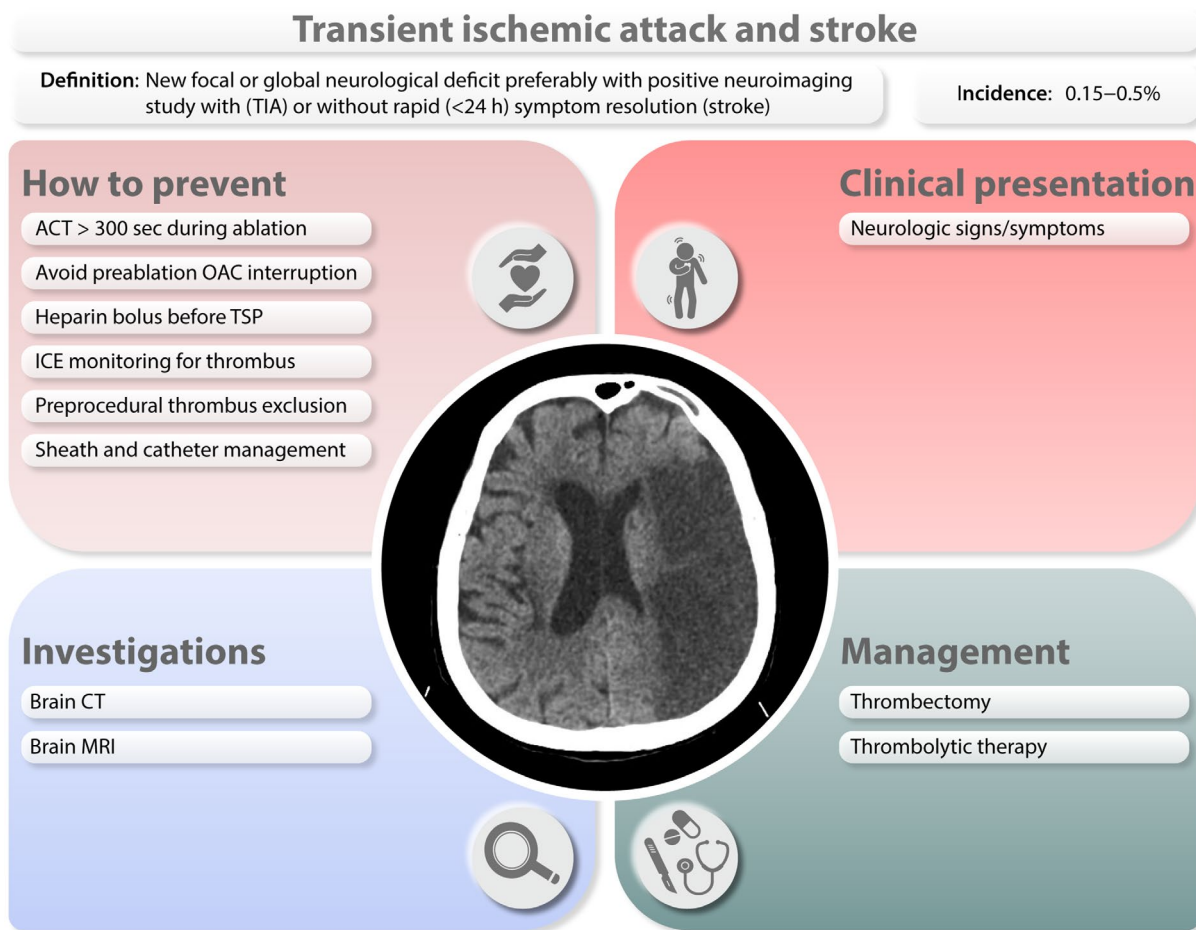 Transient ischemic attack and stroke
Definition: New focal or global neurological deficit preferably with positive neuroimaging
study with (TIA) or without rapid (<24 h) symptom resolution (stroke)
Incidence: 0.15–0.5%
How to prevent
ACT > 300 sec during ablation
Avoid preablation OAC interruption
Heparin bolus before TSP
ICE monitoring for thrombus
Preprocedural thrombus exclusion
Sheath and catheter management
Clinical presentation
Neurologic signs/symptoms
Investigations
Brain CT
Brain MRI
Management
Thrombectomy
Thrombolytic therapy